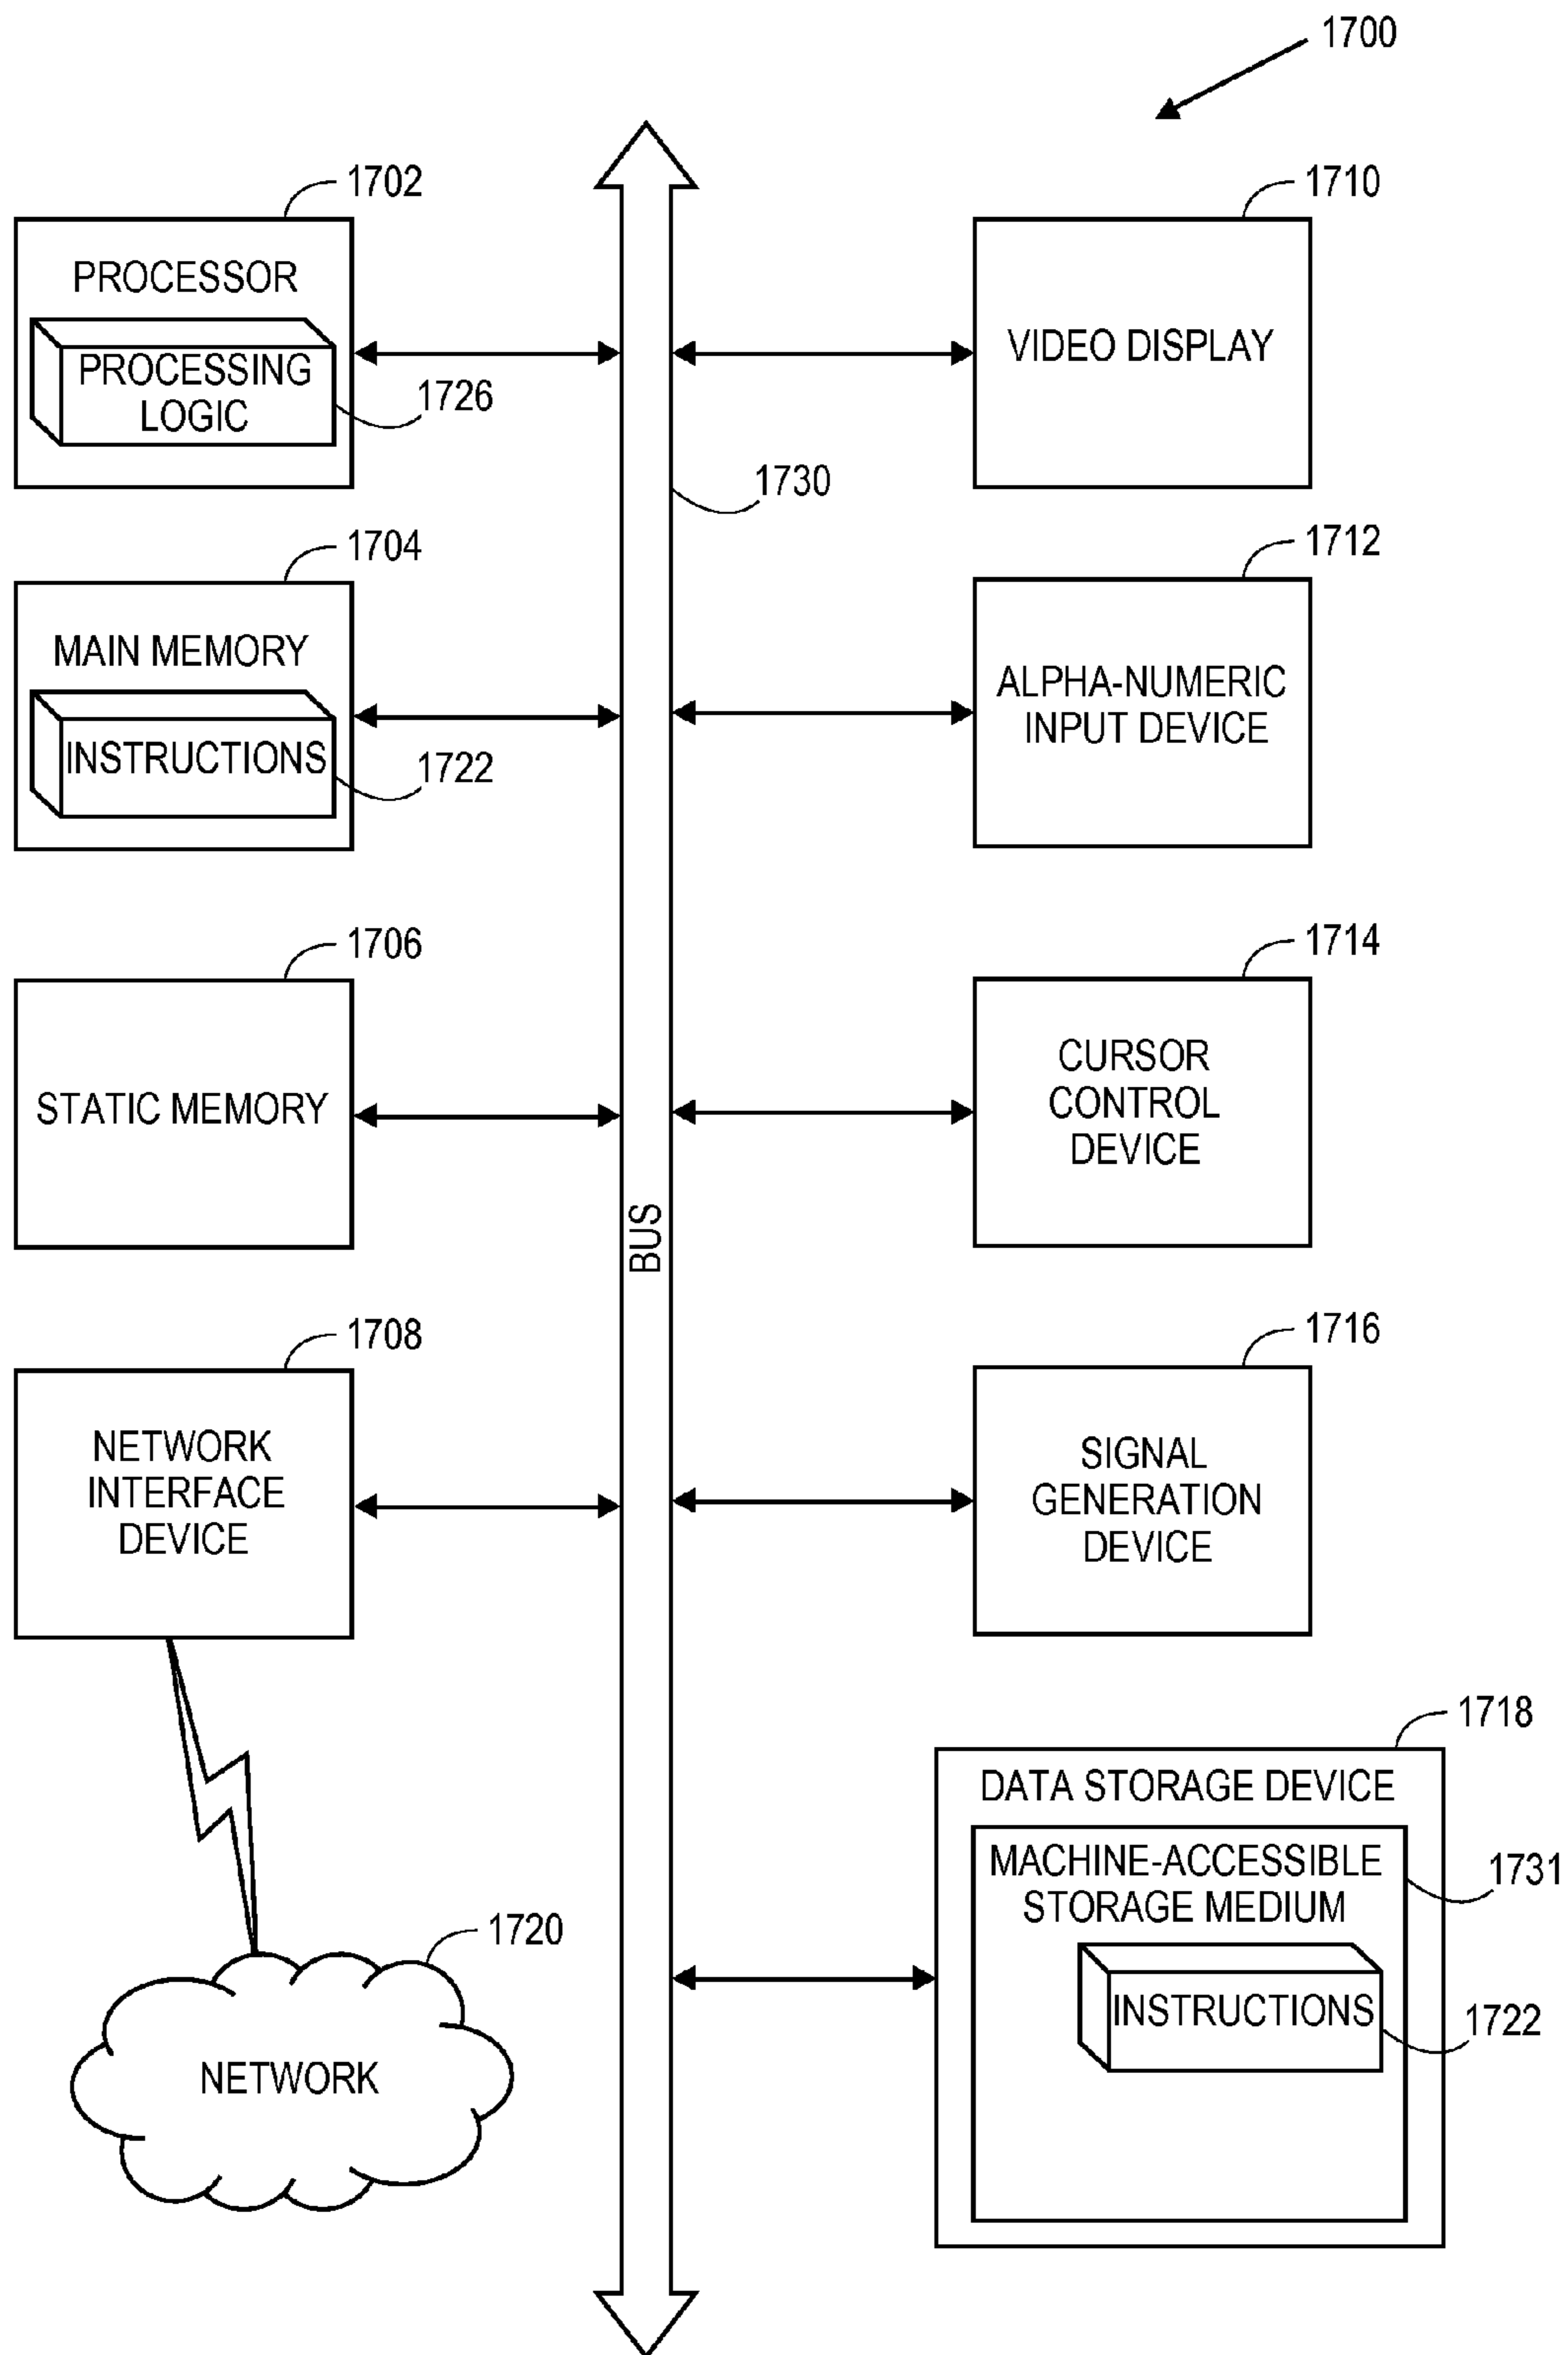 1700
1702
PROCESSOR
PROCESSING
LOGIC
1726
1704
MAIN MEMORY
INSTRUCTIONS
1722
1706
STATIC MEMORY
1708
NETWORK
INTERFACE
DEVICE
1720
NETWORK
1730
BUS
1710
VIDEO DISPLAY
1712
ALPHA-NUMERIC
INPUT DEVICE
1714
CURSOR
CONTROL
DEVICE
1716
SIGNAL
GENERATION
DEVICE
1718
DATA STORAGE DEVICE
MACHINE-ACCESSIBLE
STORAGE MEDIUM
1731
INSTRUCTIONS
1722